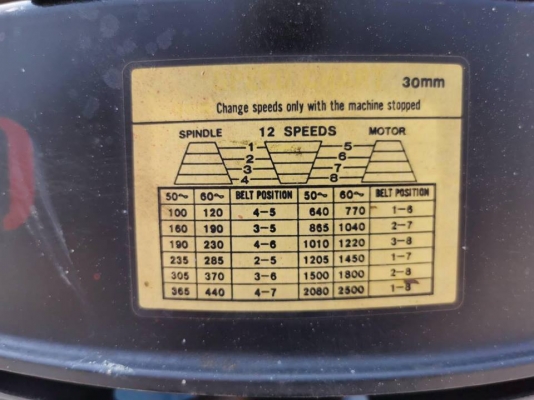 30mm
Change speeds only with the machine stopped
SPINDLE 12 SPEEDS MOTOR
1 5
2 6
3 7
4 8
50~ 60~ BELT POSITION 50~ 60~ BELT POSITION
100 120 4-5 640 770 1-6
160 190 3-5 865 1040 2-7
190 230 4-6 1010 1220 3-8
235 285 2-5 1205 1450 1-7
305 370 3-6 1500 1800 2-8
365 440 4-7 2080 2500 1-8